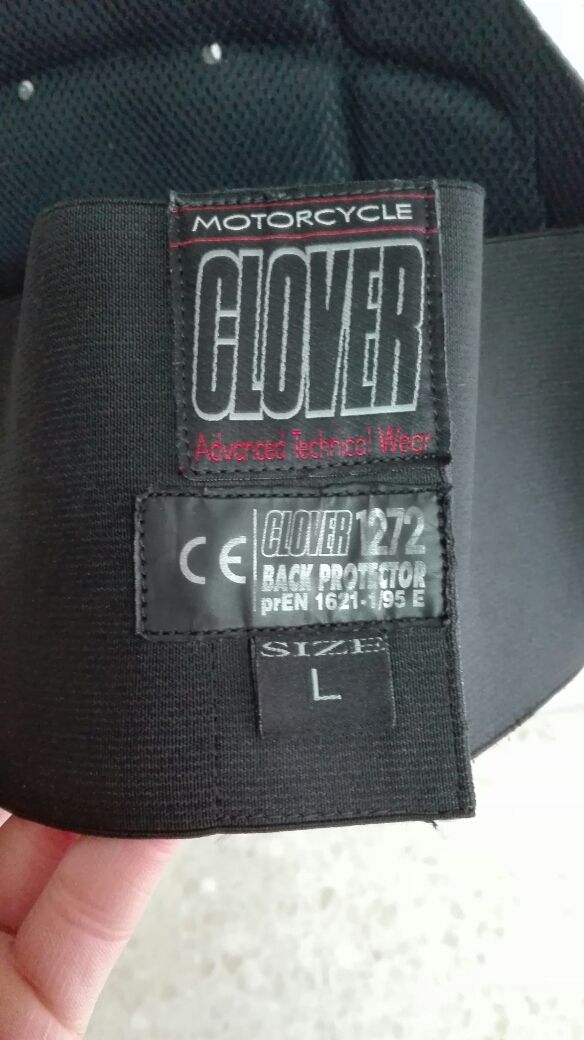 MOTORCYCLE
CLOVER
Advanced Technical Wear
CE
CLOVER 1272
BACK PROTECTOR
prEN 1621-1/95 E
SIZE
L